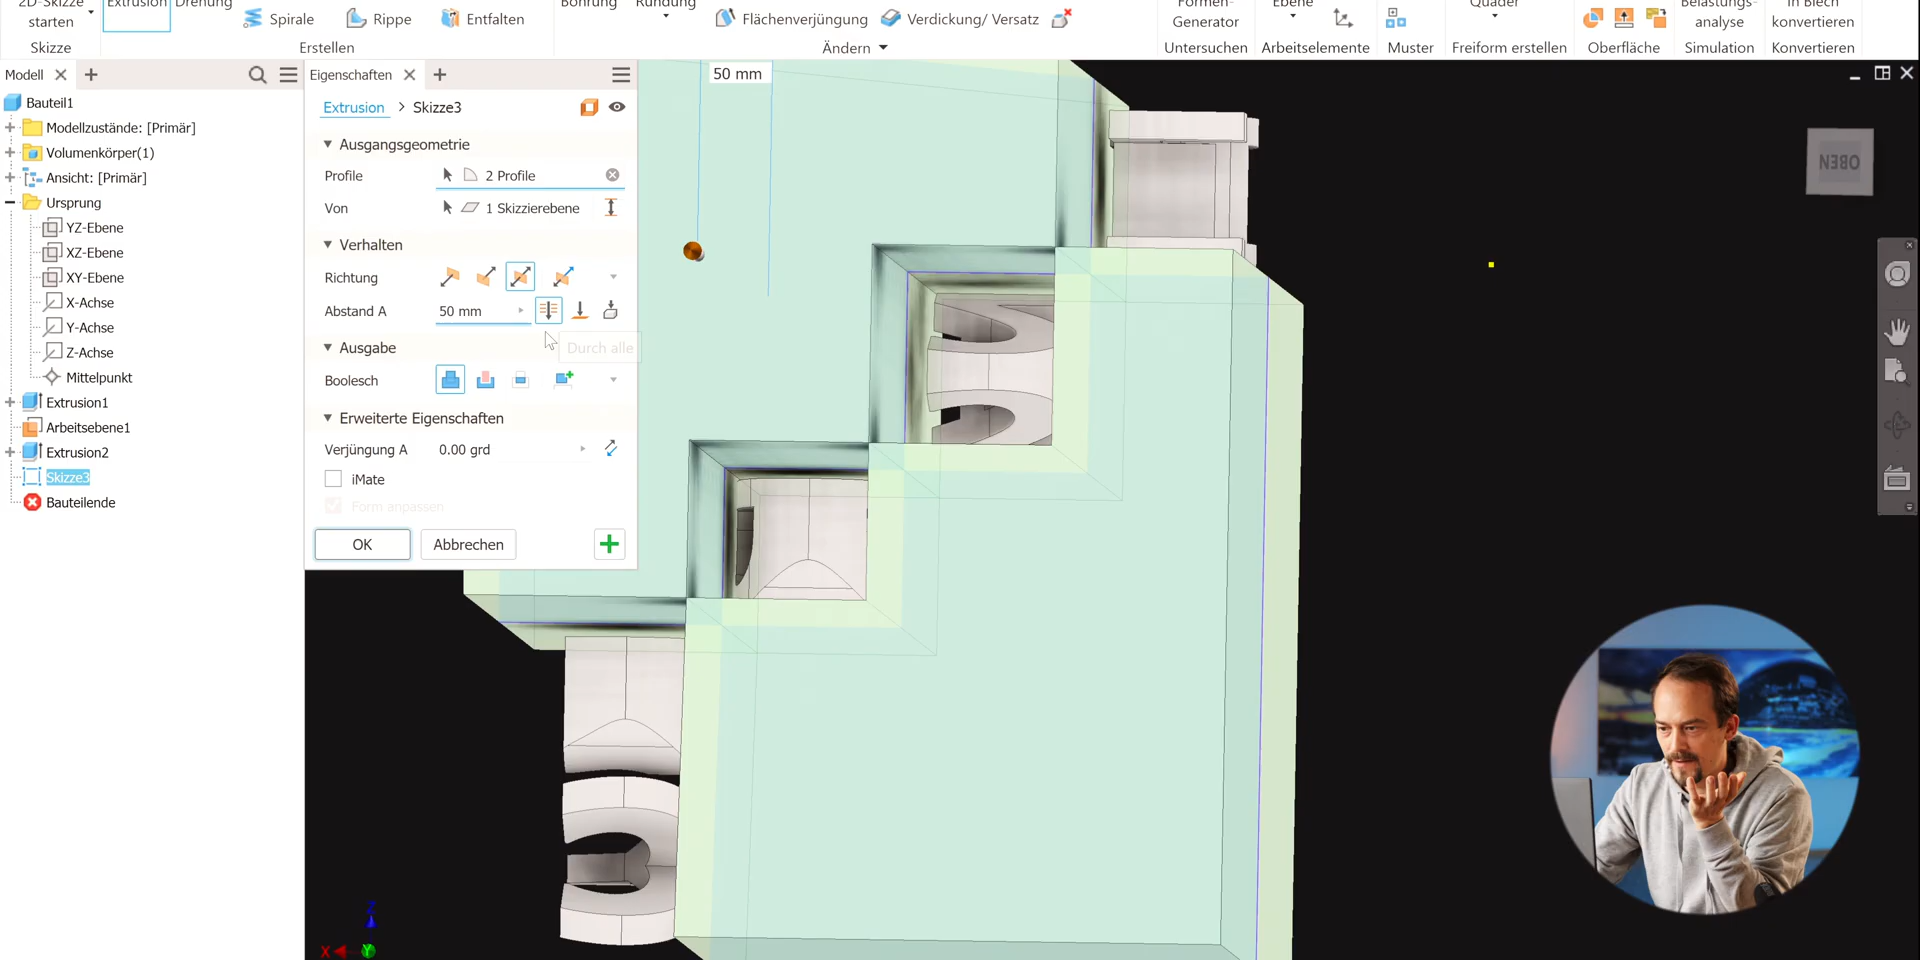 2D-Skizze
starten
Skizze
Extrusion
Drehung
Spirale
Rippe
Entfalten
Erstellen
Bohrung
Rundung
Flächenverjüngung
Verdickung/ Versatz
Ändern
Formen-
Generator
Untersuchen
Ebene
Arbeitselemente
Muster
Quader
Freiform erstellen
Oberfläche
Belastungs-
analyse
Simulation
In Blech
konvertieren
Konvertieren
Modell
Bauteil1
Modellzustände: [Primär]
Volumenkörper(1)
Ansicht: [Primär]
Ursprung
YZ-Ebene
XZ-Ebene
XY-Ebene
X-Achse
Y-Achse
Z-Achse
Mittelpunkt
Extrusion1
Arbeitsebene1
Extrusion2
Skizze3
Bauteilende
Eigenschaften
Extrusion > Skizze3
Ausgangsgeometrie
Profile 2 Profile
Von 1 Skizzierebene
Verhalten
Richtung
Abstand A 50 mm
Durch alle
Ausgabe
Boolesch
Erweiterte Eigenschaften
Verjüngung A 0.00 grd
iMate
Form anpassen
OK
Abbrechen
50 mm
OBEN
X
Y